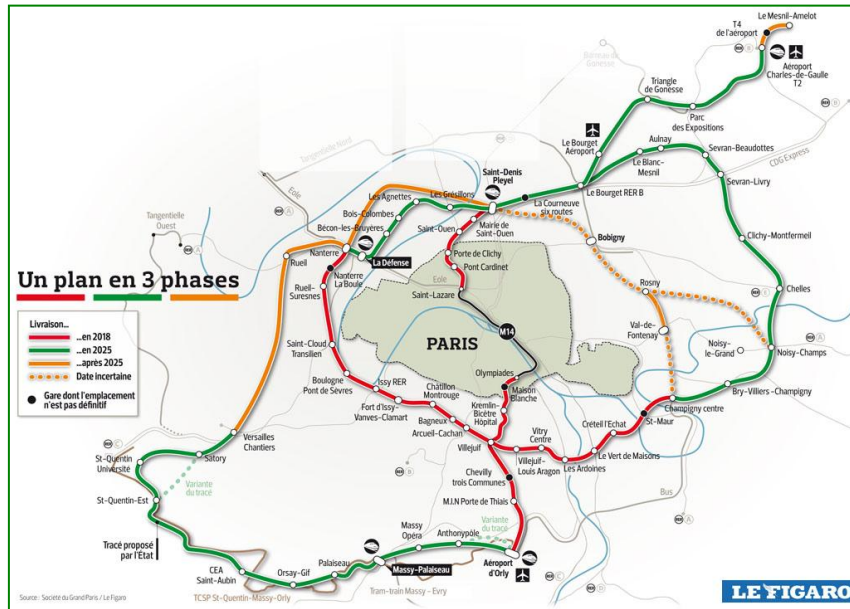 Le Mesnil-Amelot
T4
de l'aéroport
Aéroport
Charles-de-Gaulle
T2
Triangle
de Gonesse
Parc
des Expositions
Le Bourget
Aéroport
Aulnay
Le Blanc-
Mesnil
Sevran-Beaudottes
CDG Express
Sevran-Livry
Tangentielle Nord
Saint-Denis
Pleyel
La Courneuve
six routes
Le Bourget RER B
Eole
Les Agnettes
Les Grésillons
Bois-Colombes
Bécon-les-Bruyères
Saint-Ouen
Mairie de
Saint-Ouen
Tangentielle
Ouest
Nanterre
Rueil
La Défense
Nanterre
La Boule
Porte de Clichy
Pont Cardinet
Bobigny
Clichy-Montfermeil
Un plan en 3 phases
Rueil-
Suresnes
Eole
Saint-Lazare
Rosny
Chelles
Livraison...
...en 2018
...en 2025
...après 2025
Date incertaine
Gare dont l'emplacement
n'est pas définitif
M14
PARIS
Val-de-
Fontenay
Noisy-
le-Grand
Noisy-Champs
Saint-Cloud
Transilien
Olympiades
Maison
Blanche
Boulogne
Pont de Sèvres
Issy RER
Châtillon
Montrouge
Kremlin-
Bicêtre
Hôpital
Bry-Villiers-Champigny
Champigny centre
Fort d'Issy-
Vanves-Clamart
Bagneux
Arcueil-Cachan
Villejuif
Vitry
Centre
Créteil l'Echat
St-Maur
Versailles
Chantiers
Villejuif-
Louis Aragon
Les Ardoines
Le Vert de Maisons
St-Quentin
Université
Satory
Chevilly
trois Communes
St-Quentin-Est
Variante
du tracé
M.I.N Porte de Thiais
Bus
Tracé proposé
par l'État
Massy
Opéra
Anthonypôle
Variante
du tracé
CEA
Saint-Aubin
Orsay-Gif
Palaiseau
Massy-Palaiseau
Aéroport
d'Orly
TCSP St-Quentin-Massy-Orly
Tram-train Massy - Evry
Source : Société du Grand Paris / Le Figaro
LE FIGARO